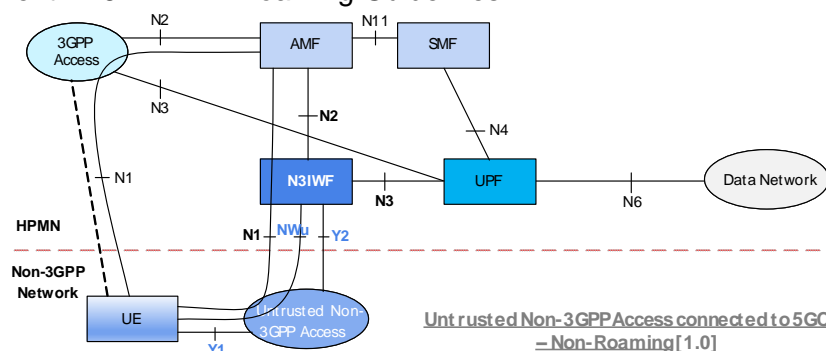 N2
3GPP
Access
AMF
N11
SMF
N3
N2
N4
N1
N3IWF
N3
UPF
N6
Data Network
HPMN
N1
NWu
Y2
Non-3GPP
Network
UE
Untrusted Non-
3GPP Access
Y1
Untrusted Non-3GPP Access connected to 5GC
– Non-Roaming [1.0]